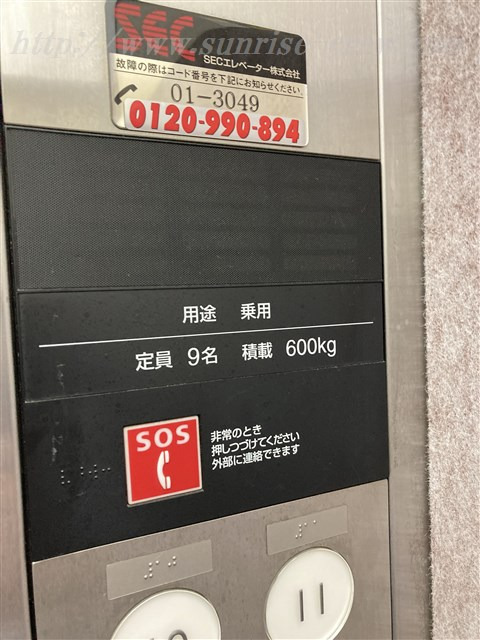 http://www.sunrise
SEC
SECエレベーター株式会社
故障の際はコード番号を下記にお知らせください。
01-3049
0120-990-894
用途 乗用
定員 9名 積載 600kg
SOS
非常のとき
押しつづけてください
外部に連絡できます
11